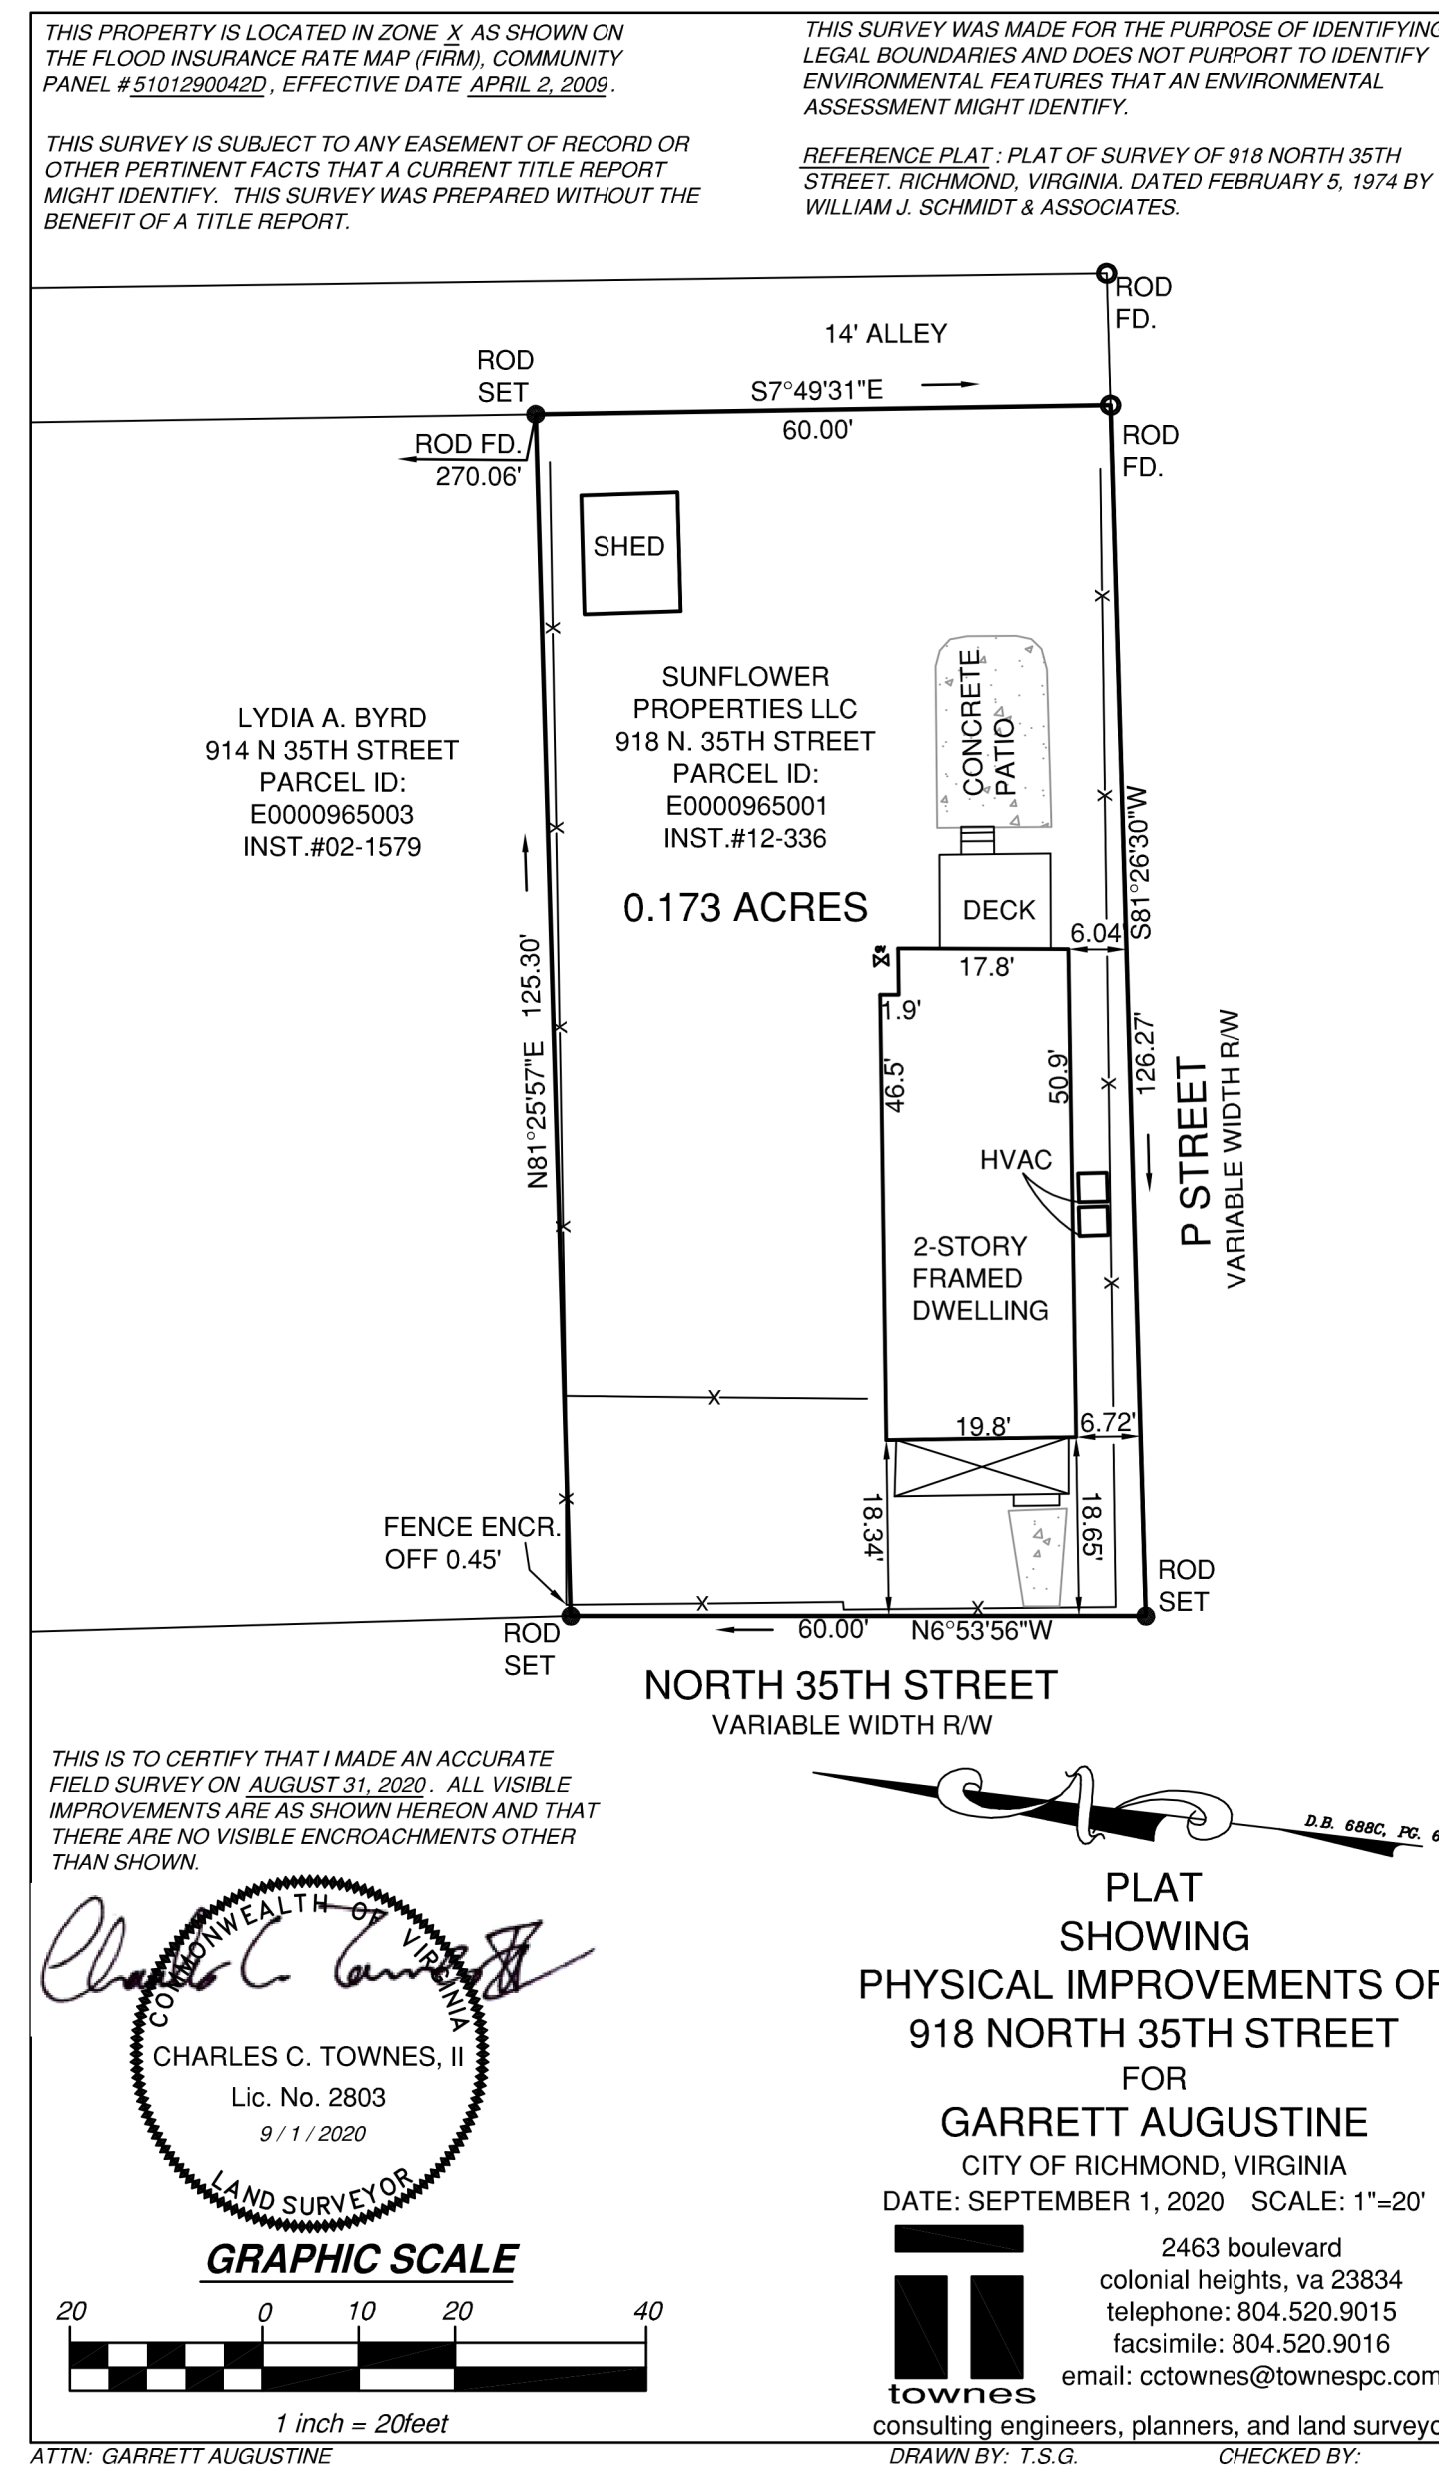 THIS PROPERTY IS LOCATED IN ZONE X AS SHOWN ON
THE FLOOD INSURANCE RATE MAP (FIRM), COMMUNITY
PANEL # 5101290042D , EFFECTIVE DATE APRIL 2, 2009 .
THIS SURVEY IS SUBJECT TO ANY EASEMENT OF RECORD OR
OTHER PERTINENT FACTS THAT A CURRENT TITLE REPORT
MIGHT IDENTIFY. THIS SURVEY WAS PREPARED WITHOUT THE
BENEFIT OF A TITLE REPORT.
THIS SURVEY WAS MADE FOR THE PURPOSE OF IDENTIFYING
LEGAL BOUNDARIES AND DOES NOT PURPORT TO IDENTIFY
ENVIRONMENTAL FEATURES THAT AN ENVIRONMENTAL
ASSESSMENT MIGHT IDENTIFY.
REFERENCE PLAT : PLAT OF SURVEY OF 918 NORTH 35TH
STREET. RICHMOND, VIRGINIA. DATED FEBRUARY 5, 1974 BY
WILLIAM J. SCHMIDT & ASSOCIATES.
ROD
FD.
14' ALLEY
ROD
SET
S7°49'31"E
60.00'
ROD FD.
270.06'
ROD
FD.
SHED
LYDIA A. BYRD
914 N 35TH STREET
PARCEL ID:
E0000965003
INST.#02-1579
SUNFLOWER
PROPERTIES LLC
918 N. 35TH STREET
PARCEL ID:
E0000965001
INST.#12-336
0.173 ACRES
CONCRETE
PATIO
DECK
6.04'
S81°26'30"W
126.27'
17.8'
1.9'
46.5'
50.9'
N81°25'57"E 125.30'
P STREET
VARIABLE WIDTH R/W
HVAC
2-STORY
FRAMED
DWELLING
19.8'
6.72'
18.34'
18.65'
FENCE ENCR.
OFF 0.45'
ROD
SET
ROD
SET
60.00' N6°53'56"W
NORTH 35TH STREET
VARIABLE WIDTH R/W
THIS IS TO CERTIFY THAT I MADE AN ACCURATE
FIELD SURVEY ON AUGUST 31, 2020 . ALL VISIBLE
IMPROVEMENTS ARE AS SHOWN HEREON AND THAT
THERE ARE NO VISIBLE ENCROACHMENTS OTHER
THAN SHOWN.
D.B. 688C, PG. 6
COMMONWEALTH OF VIRGINIA
CHARLES C. TOWNES, II
Lic. No. 2803
9 / 1 / 2020
LAND SURVEYOR
PLAT
SHOWING
PHYSICAL IMPROVEMENTS OF
918 NORTH 35TH STREET
FOR
GARRETT AUGUSTINE
CITY OF RICHMOND, VIRGINIA
DATE: SEPTEMBER 1, 2020 SCALE: 1"=20'
GRAPHIC SCALE
20 0 10 20 40
1 inch = 20feet
2463 boulevard
colonial heights, va 23834
telephone: 804.520.9015
facsimile: 804.520.9016
email: cctownes@townespc.com
townes
consulting engineers, planners, and land surveyo
ATTN: GARRETT AUGUSTINE
DRAWN BY: T.S.G. CHECKED BY: